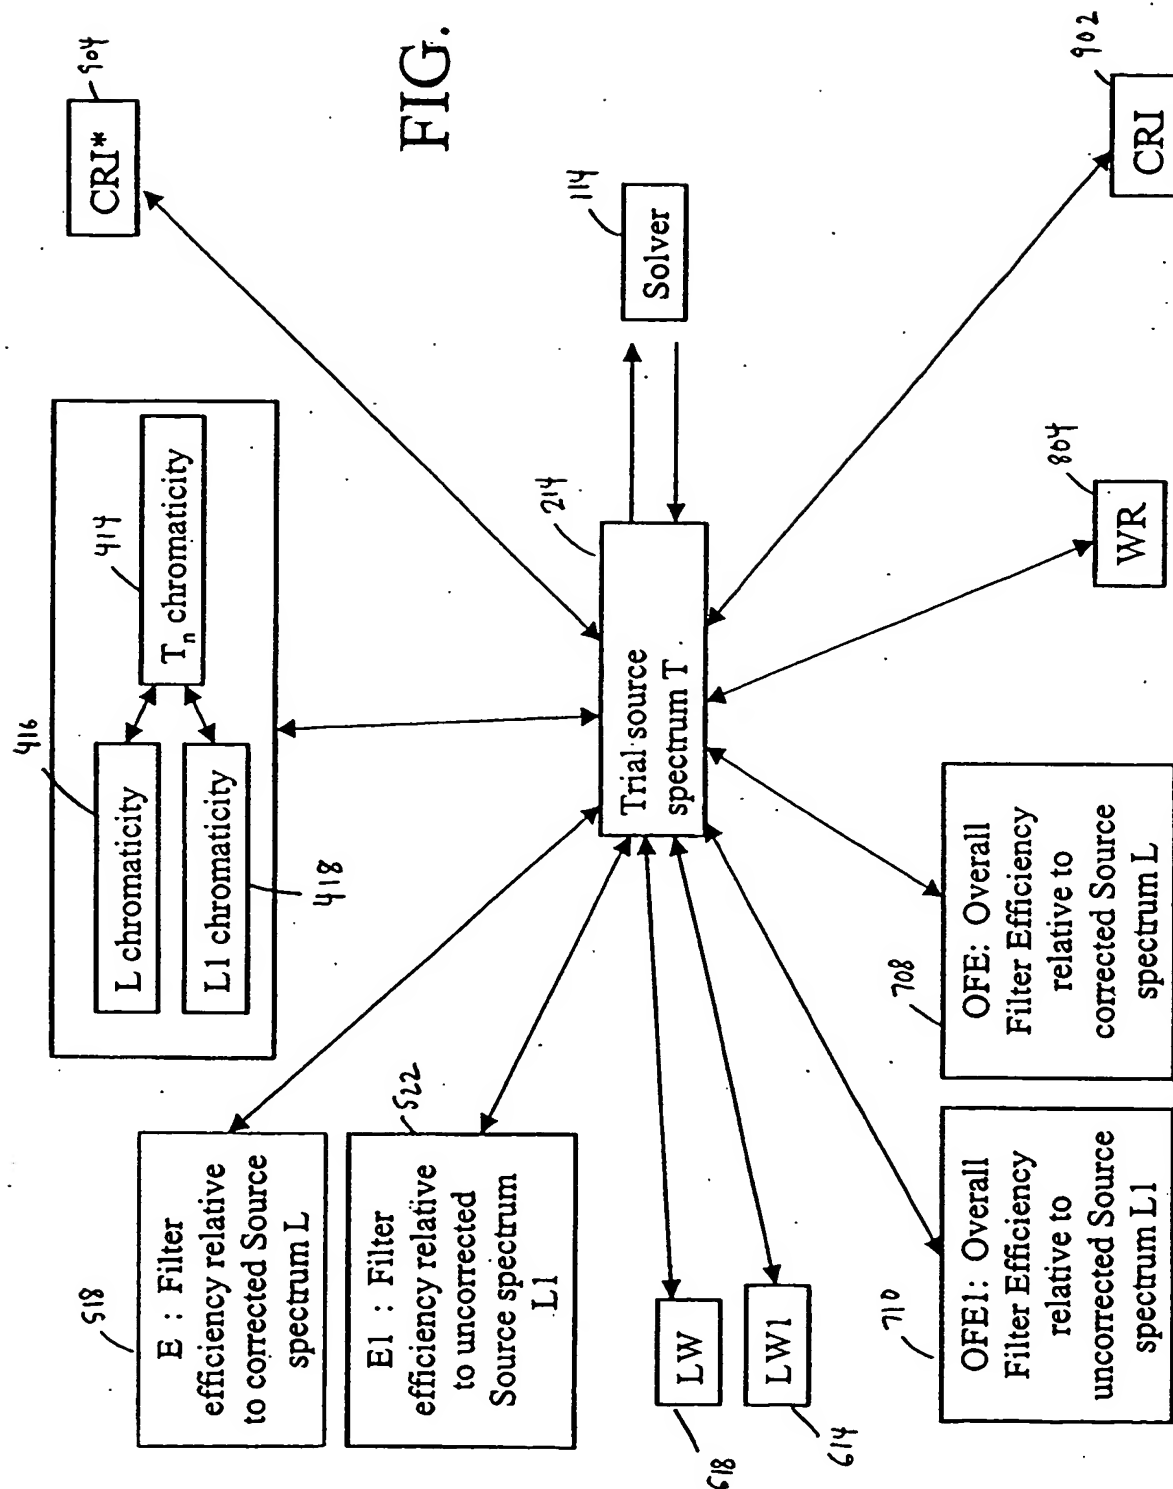 518
E : Filter
efficiency relative
to corrected Source
spectrum L
522
E1 : Filter
efficiency relative
to uncorrected
Source spectrum
L1
618
LW
LW1
614
710
OFE1: Overall
Filter Efficiency
relative to
uncorrected Source
spectrum L1
708
OFE: Overall
Filter Efficiency
relative to
corrected Source
spectrum L
416
L chromaticity
L1 chromaticity
418
414
Tn chromaticity
214
Trial source
spectrum T
114
Solver
804
WR
904
CRI*
902
CRI
FIG.